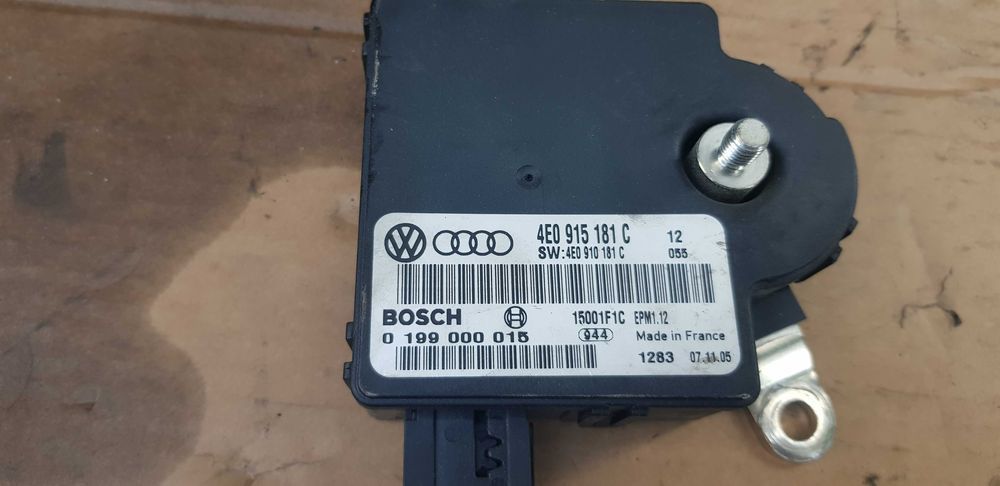 4E0 915 181 C 12
SW:4E0 910 181 C 055
BOSCH 15001F1C EPM1.12
0 199 000 015 944 Made in France
1283 07.11.05